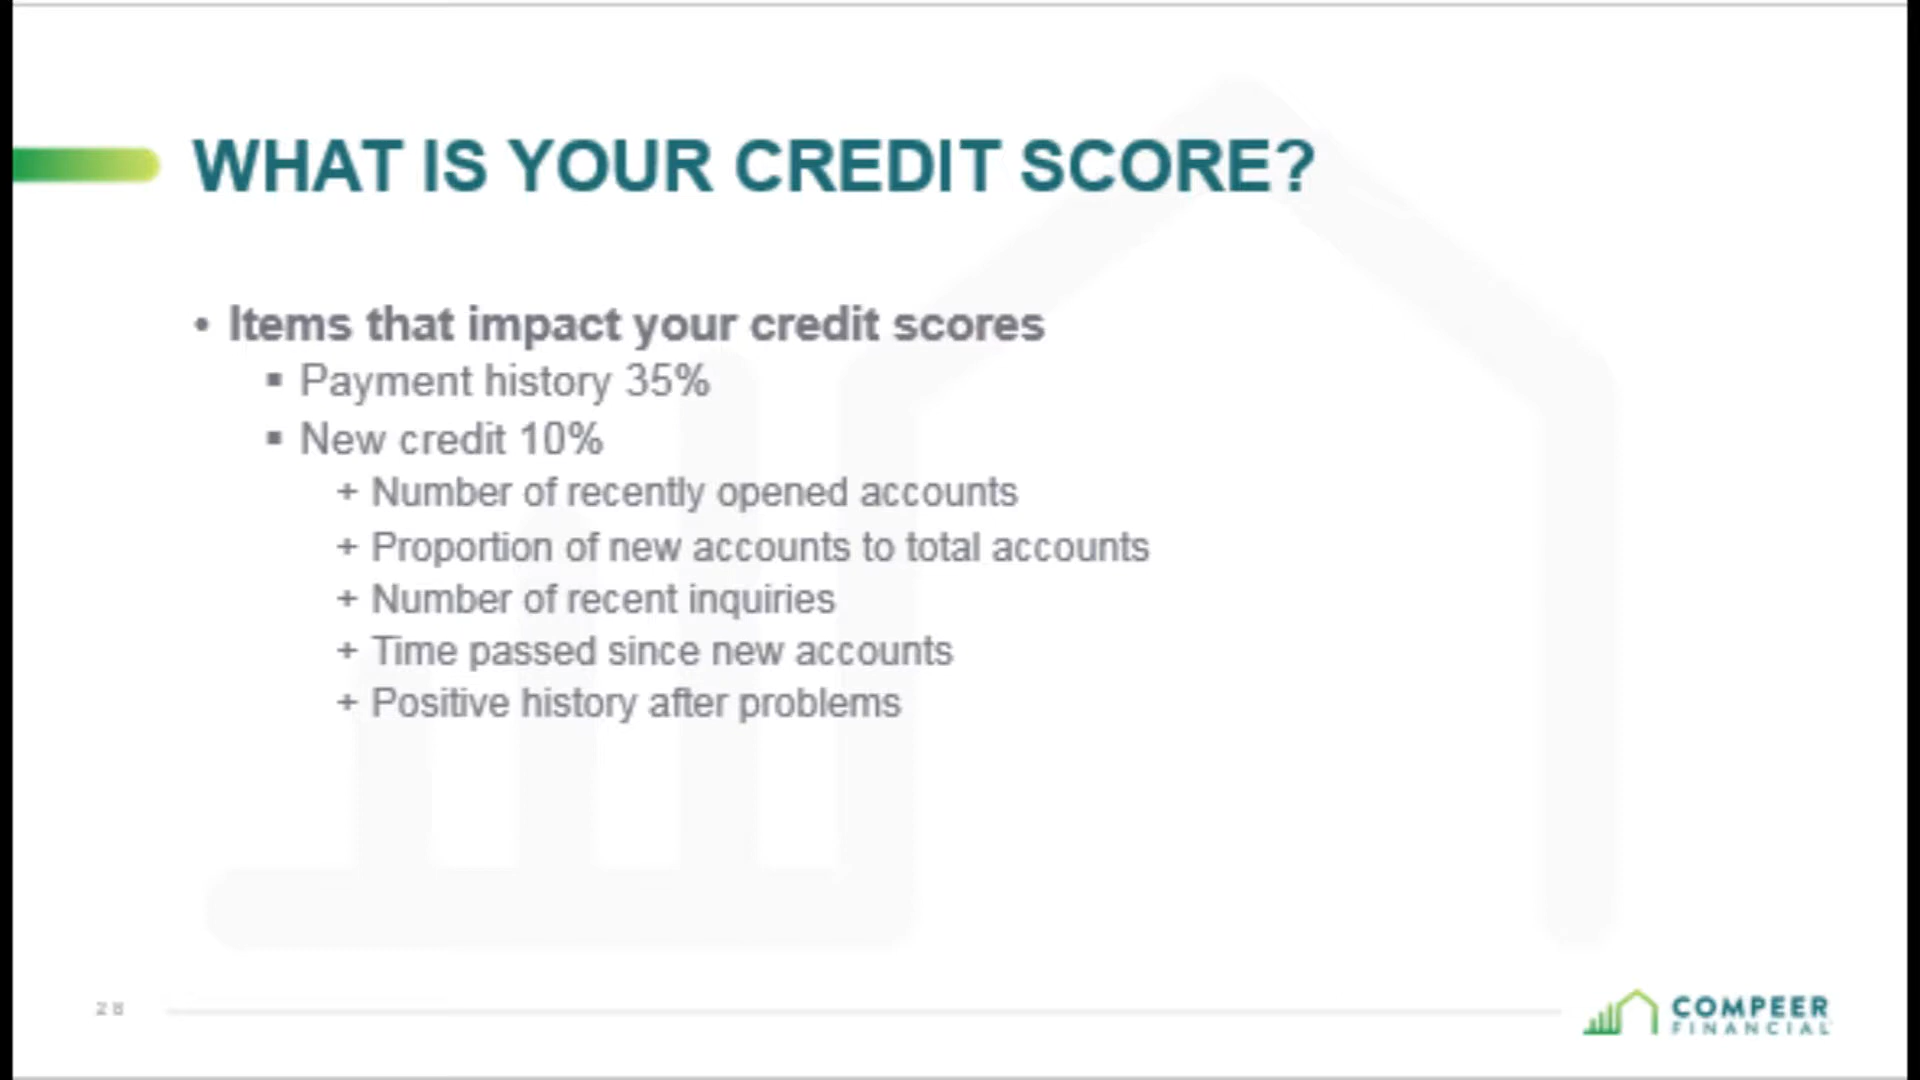 WHAT IS YOUR CREDIT SCORE?
• Items that impact your credit scores
▪ Payment history 35%
▪ New credit 10%
+ Number of recently opened accounts
+ Proportion of new accounts to total accounts
+ Number of recent inquiries
+ Time passed since new accounts
+ Positive history after problems
28
COMPEER
FINANCIAL